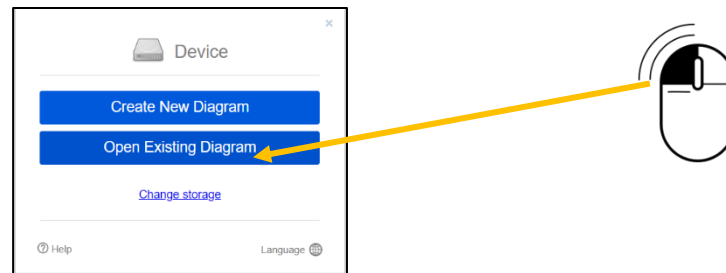 Device
Create New Diagram
Open Existing Diagram
Change storage
Help
Language